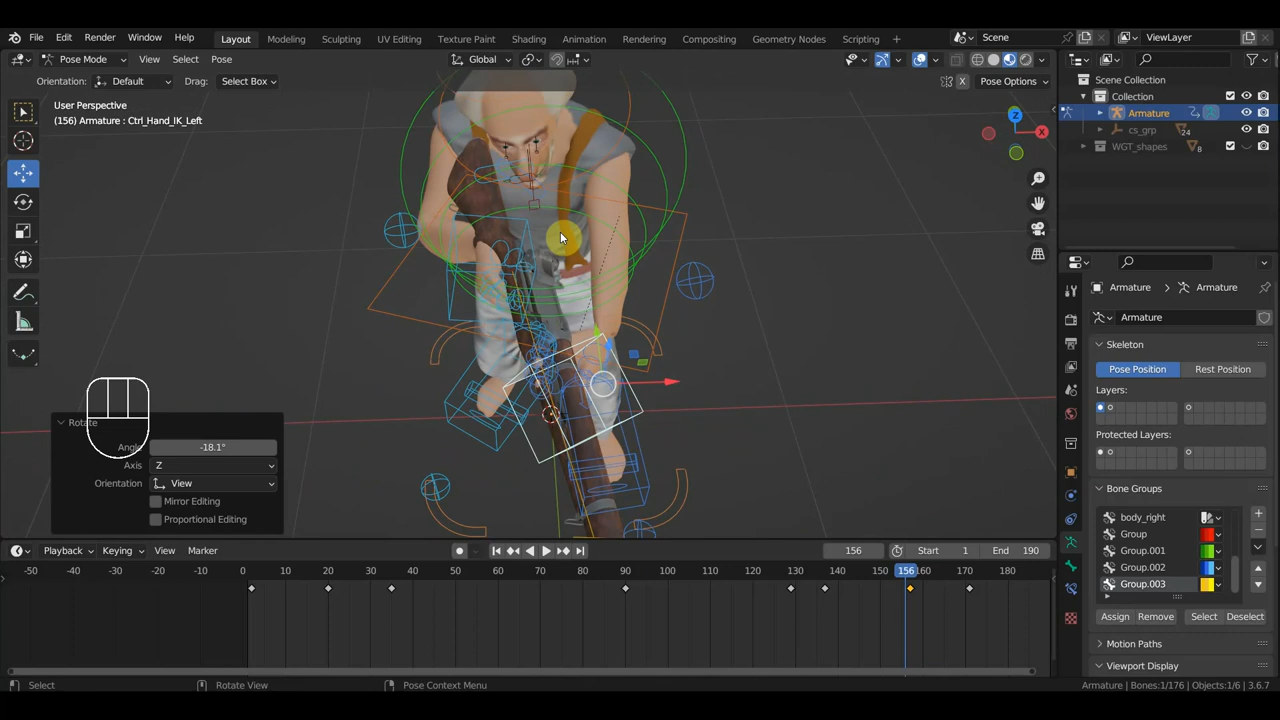 File Edit Render Window Help Layout Modeling Sculpting UV Editing Texture Paint Shading Animation Rendering Compositing Geometry Nodes Scripting + Scene ViewLayer
Pose Mode View Select Pose Global
Orientation: Default Drag: Select Box X Pose Options
Scene Collection
Collection
Armature
cs_grp 24
WGT_shapes 8
User Perspective
(156) Armature : Ctrl_Hand_IK_Left
Z
X
Armature > Armature
Armature
Skeleton
Pose Position Rest Position
Layers:
Protected Layers:
Bone Groups
body_right
Group
Group.001
Group.002
Group.003
Assign Remove Select Deselect
Motion Paths
Viewport Display
Rotate
Angle -18.1°
Axis Z
Orientation View
Mirror Editing
Proportional Editing
Playback Keying View Marker 156 Start 1 End 190
-50 -40 -30 -20 -10 0 10 20 30 40 50 60 70 80 90 100 110 120 130 140 150 156 160 170 180
Select Rotate View Pose Context Menu Armature | Bones:1/176 | Objects:1/6 | 3.6.7